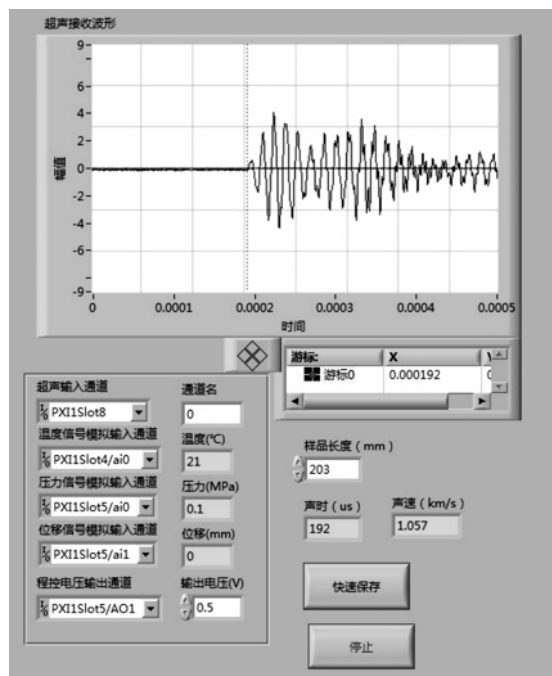 超声接收波形
9
6
4
2
0
-2
-4
-6
-9
幅值
0 0.0001 0.0002 0.0003 0.0004 0.0005
时间
游标: X
游标0 0.000192
超声输入通道 通道名
PXI1Slot8 0
温度信号模拟输入通道 温度(℃)
PXI1Slot4/ai0 21
压力信号模拟输入通道 压力(MPa)
PXI1Slot5/ai0 0.1
位移信号模拟输入通道 位移(mm)
PXI1Slot5/ai1 0
程控电压输出通道 输出电压(V)
PXI1Slot5/AO1 0.5
样品长度(mm)
203
声时(us) 声速(km/s)
192 1.057
快速保存
停止